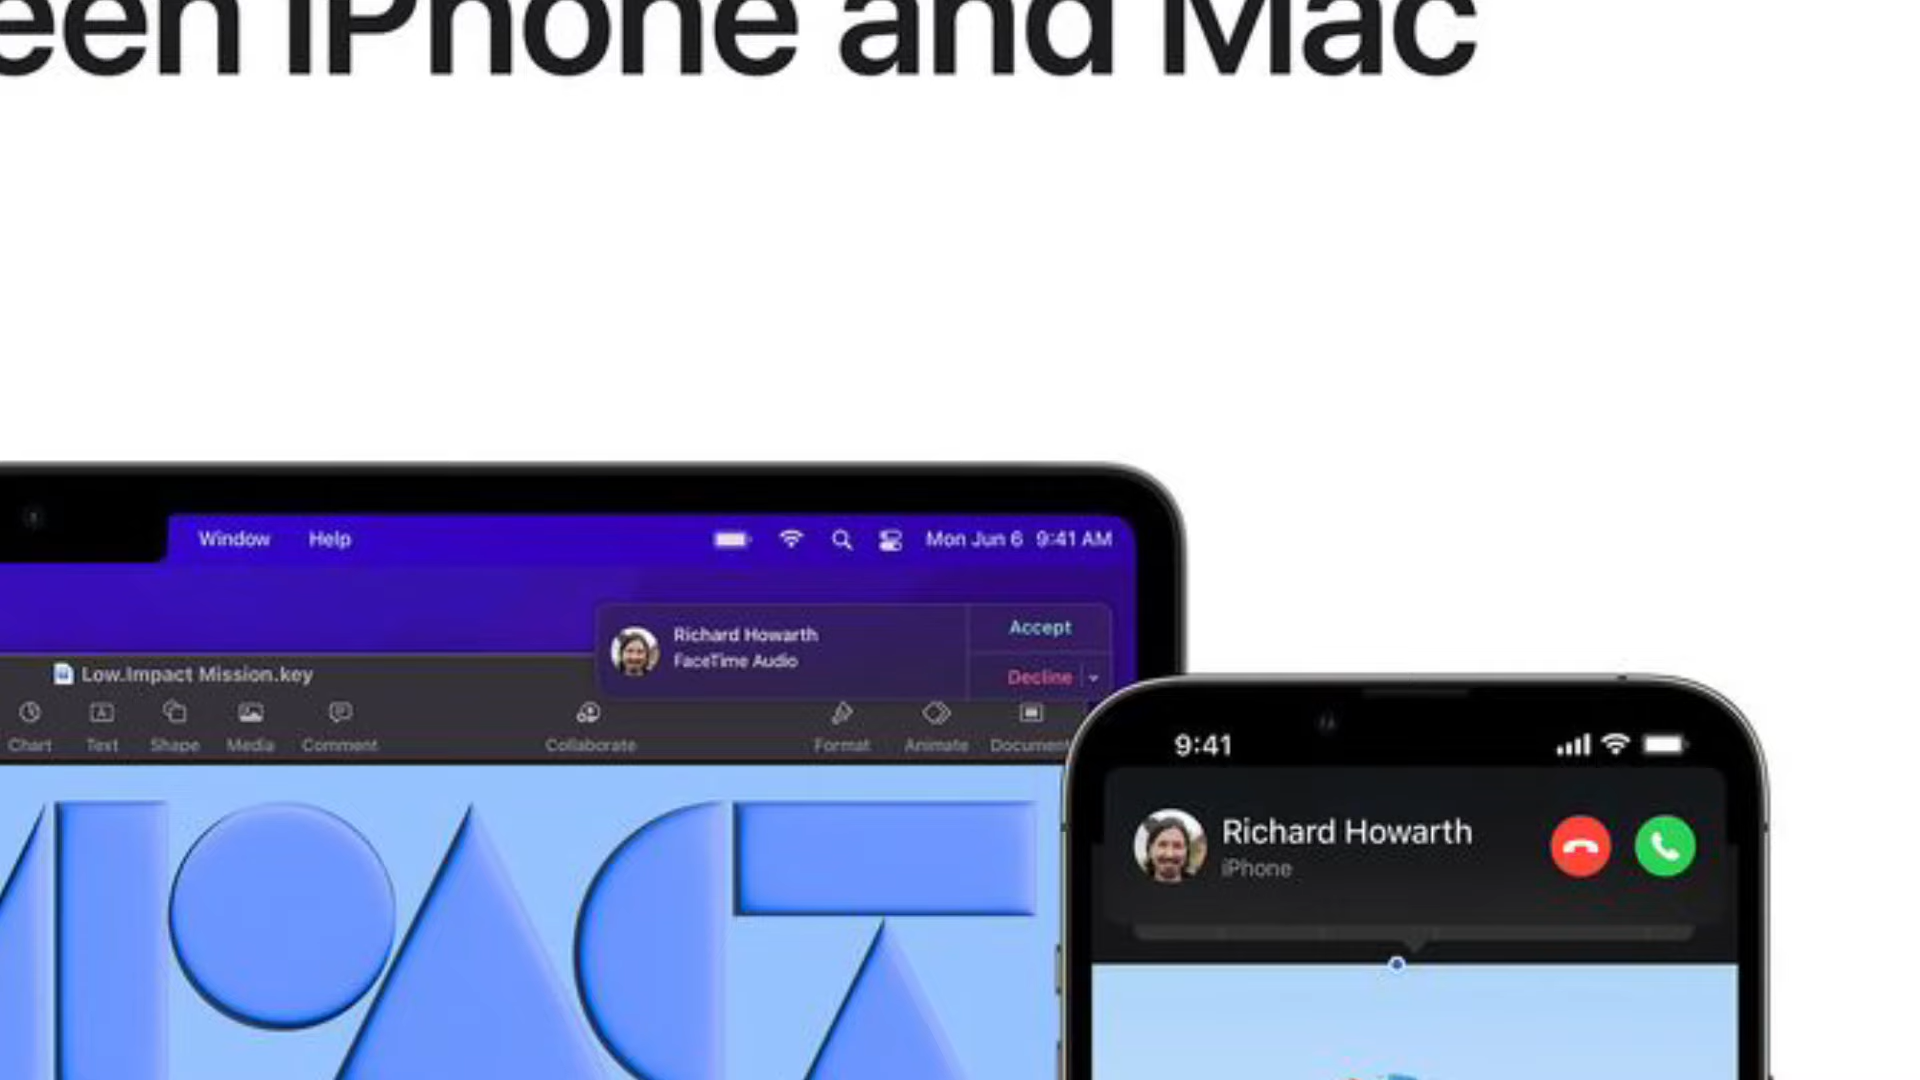 een iPhone and Mac
Window Help Mon Jun 6 9:41 AM
Richard Howarth
FaceTime Audio
Accept
Decline
Low.Impact Mission.key
Chart Text Shape Media Comment Collaborate Format Animate Document
9:41
Richard Howarth
iPhone